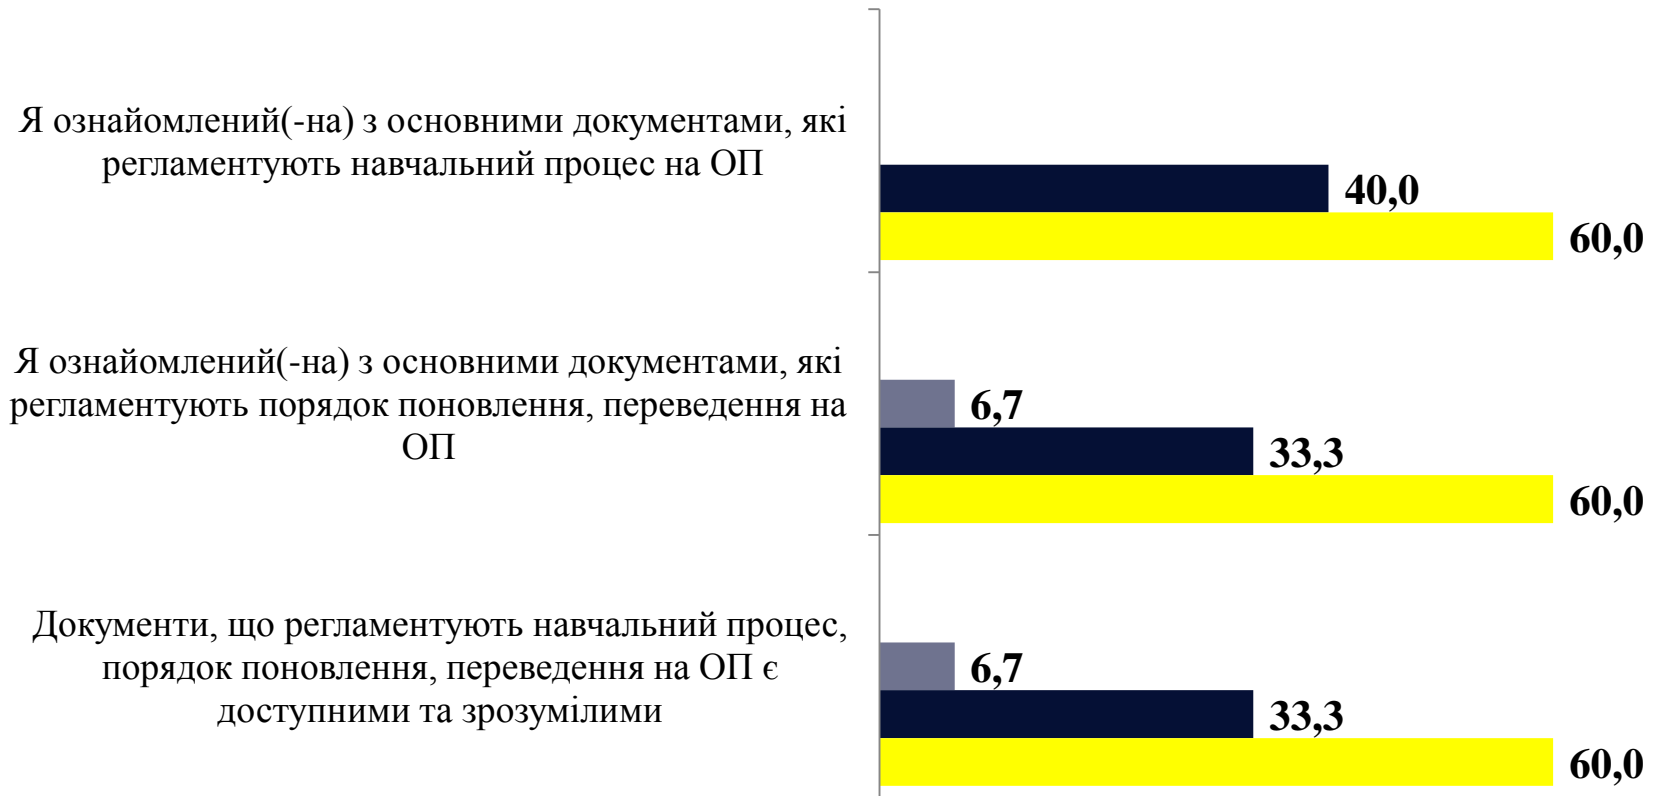 Я ознайомлений(-на) з основними документами, які
регламентують навчальний процес на ОП
40,0
60,0
Я ознайомлений(-на) з основними документами, які
регламентують порядок поновлення, переведення на
ОП
6,7
33,3
60,0
Документи, що регламентують навчальний процес,
порядок поновлення, переведення на ОП є
доступними та зрозумілими
6,7
33,3
60,0